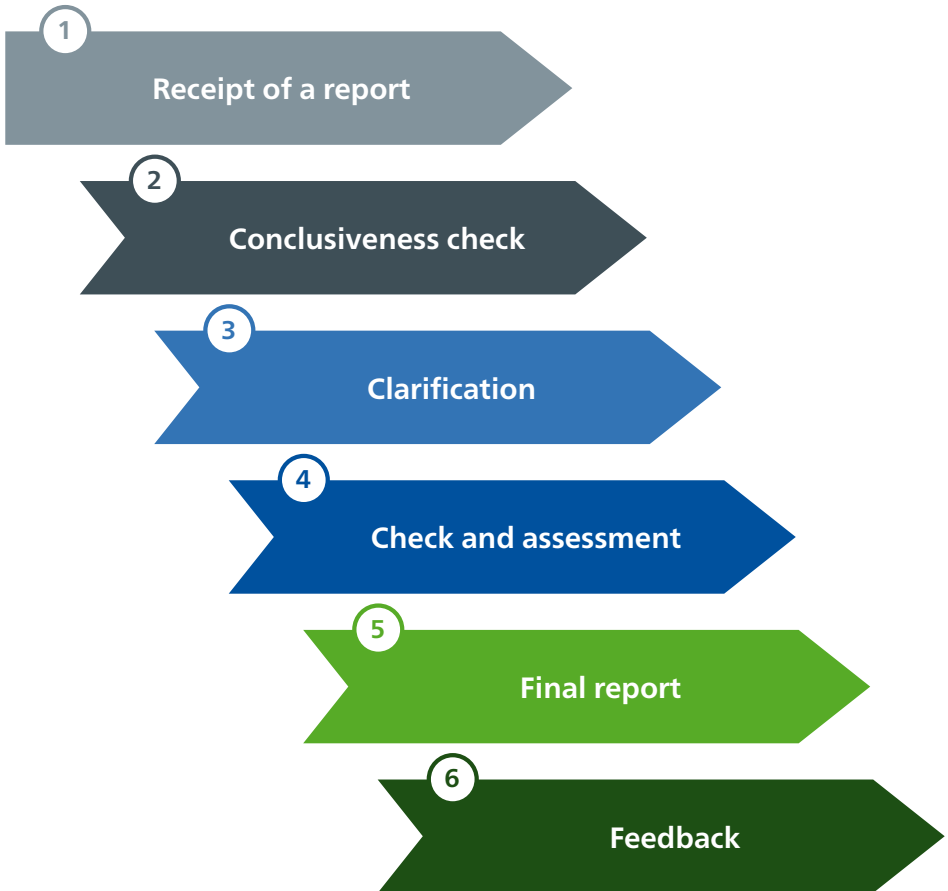 1
Receipt of a report
2
Conclusiveness check
3
Clarification
4
Check and assessment
5
Final report
6
Feedback